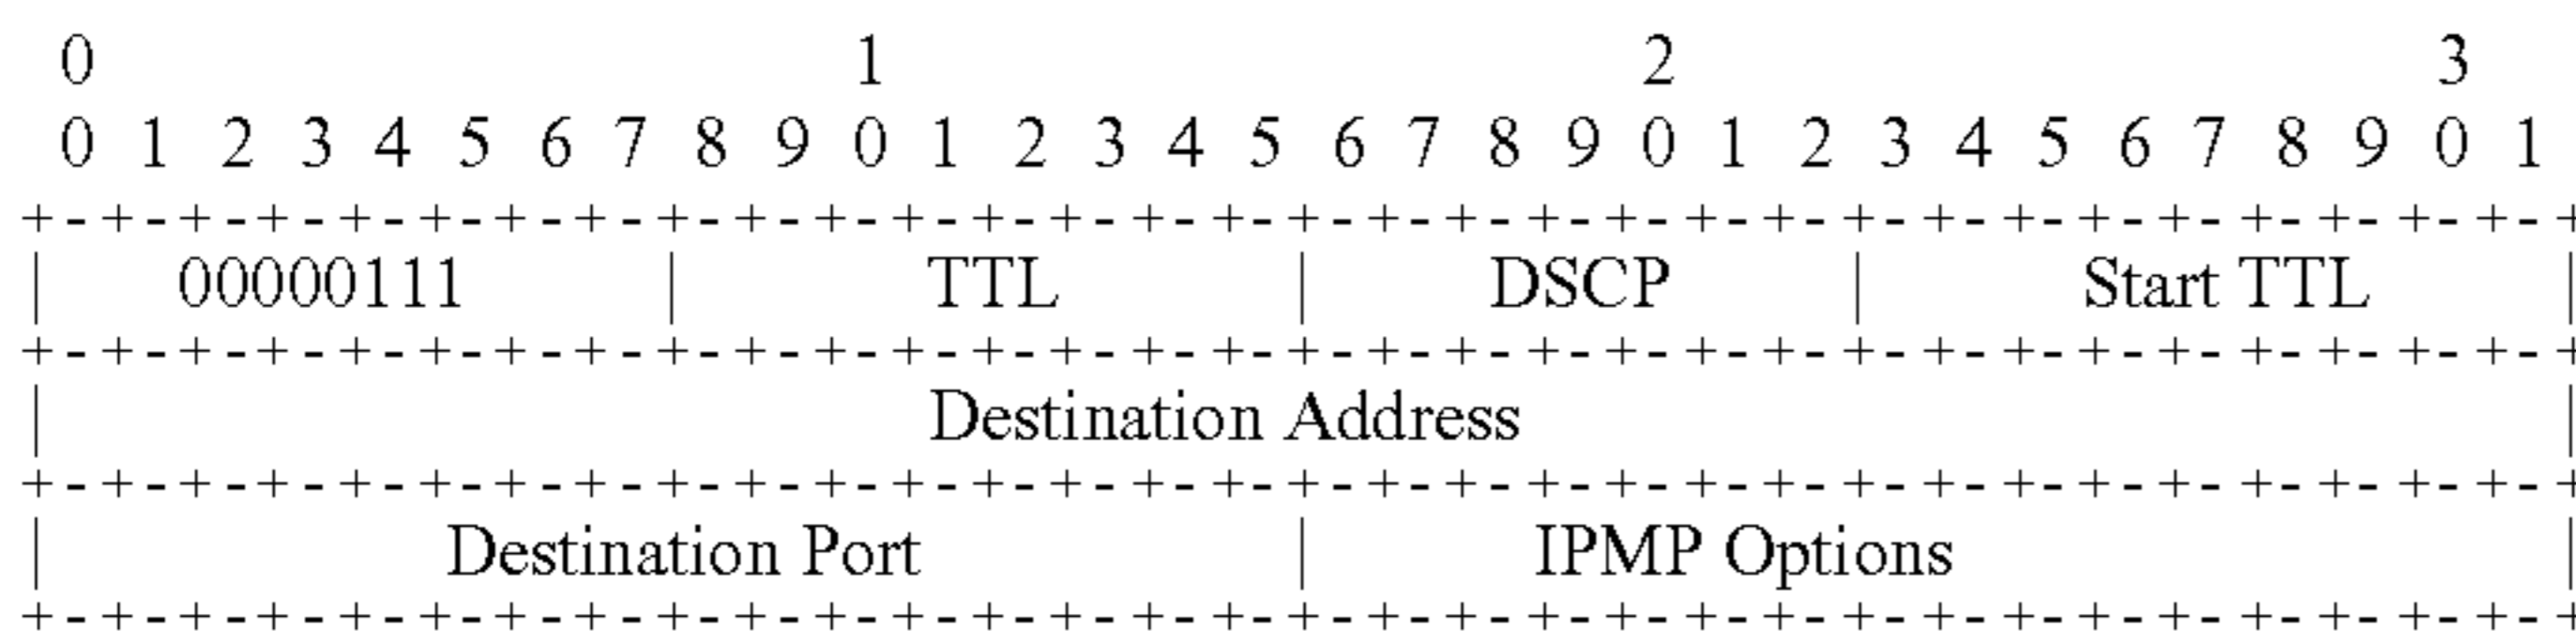 0 1 2 3
0 1 2 3 4 5 6 7 8 9 0 1 2 3 4 5 6 7 8 9 0 1 2 3 4 5 6 7 8 9 0 1
+-+-+-+-+-+-+-+-+-+-+-+-+-+-+-+-+-+-+-+-+-+-+-+-+-+-+-+-+-+-+-+-+
| 00000111 | TTL | DSCP | Start TTL |
+-+-+-+-+-+-+-+-+-+-+-+-+-+-+-+-+-+-+-+-+-+-+-+-+-+-+-+-+-+-+-+-+
| Destination Address |
+-+-+-+-+-+-+-+-+-+-+-+-+-+-+-+-+-+-+-+-+-+-+-+-+-+-+-+-+-+-+-+-+
| Destination Port | IPMP Options |
+-+-+-+-+-+-+-+-+-+-+-+-+-+-+-+-+-+-+-+-+-+-+-+-+-+-+-+-+-+-+-+-+